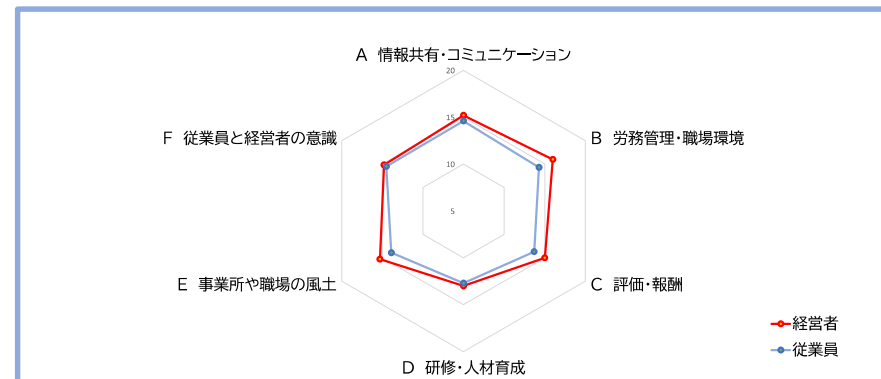 A 情報共有・コミュニケーション
20
15
F 従業員と経営者の意識
B 労務管理・職場環境
10
5
E 事業所や職場の風土
C 評価・報酬
経営者
従業員
D 研修・人材育成